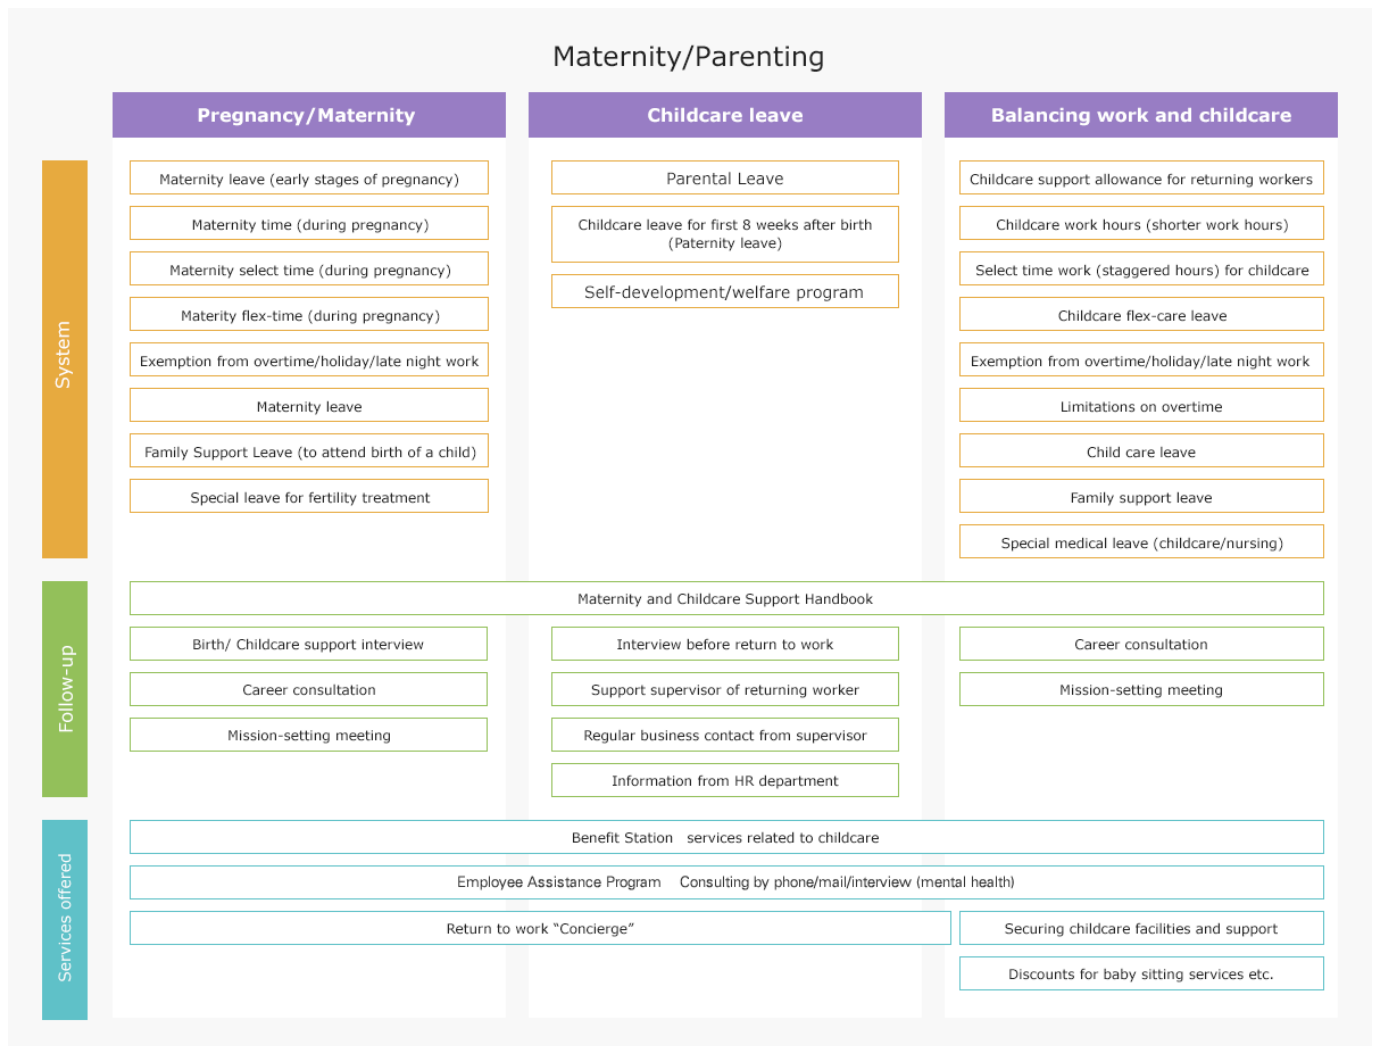 Maternity/Parenting
Pregnancy/Maternity
Childcare leave
Balancing work and childcare
System
Maternity leave (early stages of pregnancy)
Maternity time (during pregnancy)
Maternity select time (during pregnancy)
Materity flex-time (during pregnancy)
Exemption from overtime/holiday/late night work
Maternity leave
Family Support Leave (to attend birth of a child)
Special leave for fertility treatment
Parental Leave
Childcare leave for first 8 weeks after birth
(Paternity leave)
Self-development/welfare program
Childcare support allowance for returning workers
Childcare work hours (shorter work hours)
Select time work (staggered hours) for childcare
Childcare flex-care leave
Exemption from overtime/holiday/late night work
Limitations on overtime
Child care leave
Family support leave
Special medical leave (childcare/nursing)
Follow-up
Maternity and Childcare Support Handbook
Birth/ Childcare support interview
Career consultation
Mission-setting meeting
Interview before return to work
Support supervisor of returning worker
Regular business contact from supervisor
Information from HR department
Career consultation
Mission-setting meeting
Services offered
Benefit Station services related to childcare
Employee Assistance Program Consulting by phone/mail/interview (mental health)
Return to work “Concierge”
Securing childcare facilities and support
Discounts for baby sitting services etc.